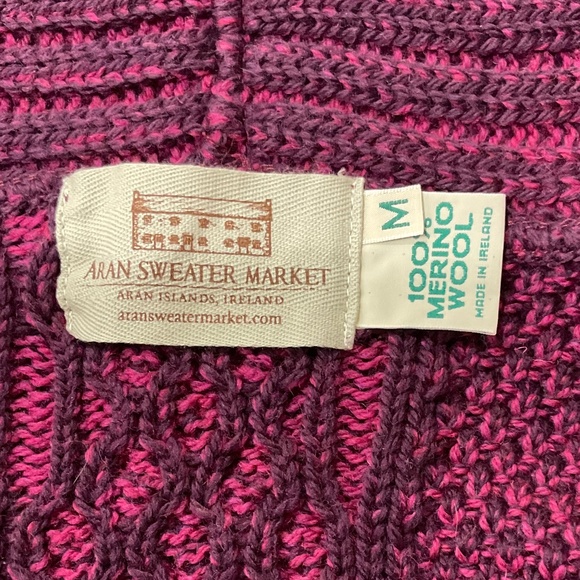 ARAN SWEATER MARKET
ARAN ISLANDS, IRELAND
aransweatermarket.com
M
100%
MERINO
WOOL
MADE IN IRELAND